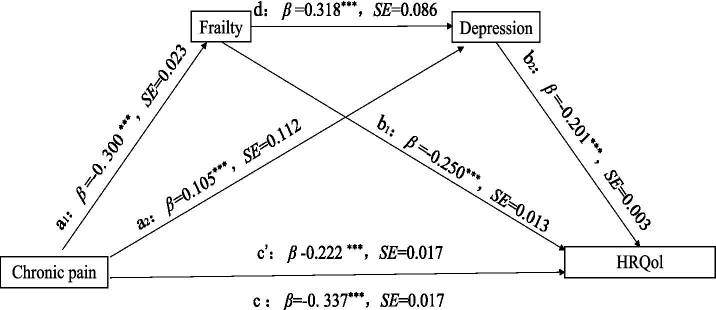 Frailty
d: β=0.318***, SE=0.086
Depression
a1: β=-0.300 ***, SE=0.023
a2: β=0.105***, SE=0.112
b1: β=-0.250***, SE=0.013
b2: β=-0.201***, SE=0.003
Chronic pain
c': β-0.222 ***, SE=0.017
HRQol
c: β=-0.337***, SE=0.017